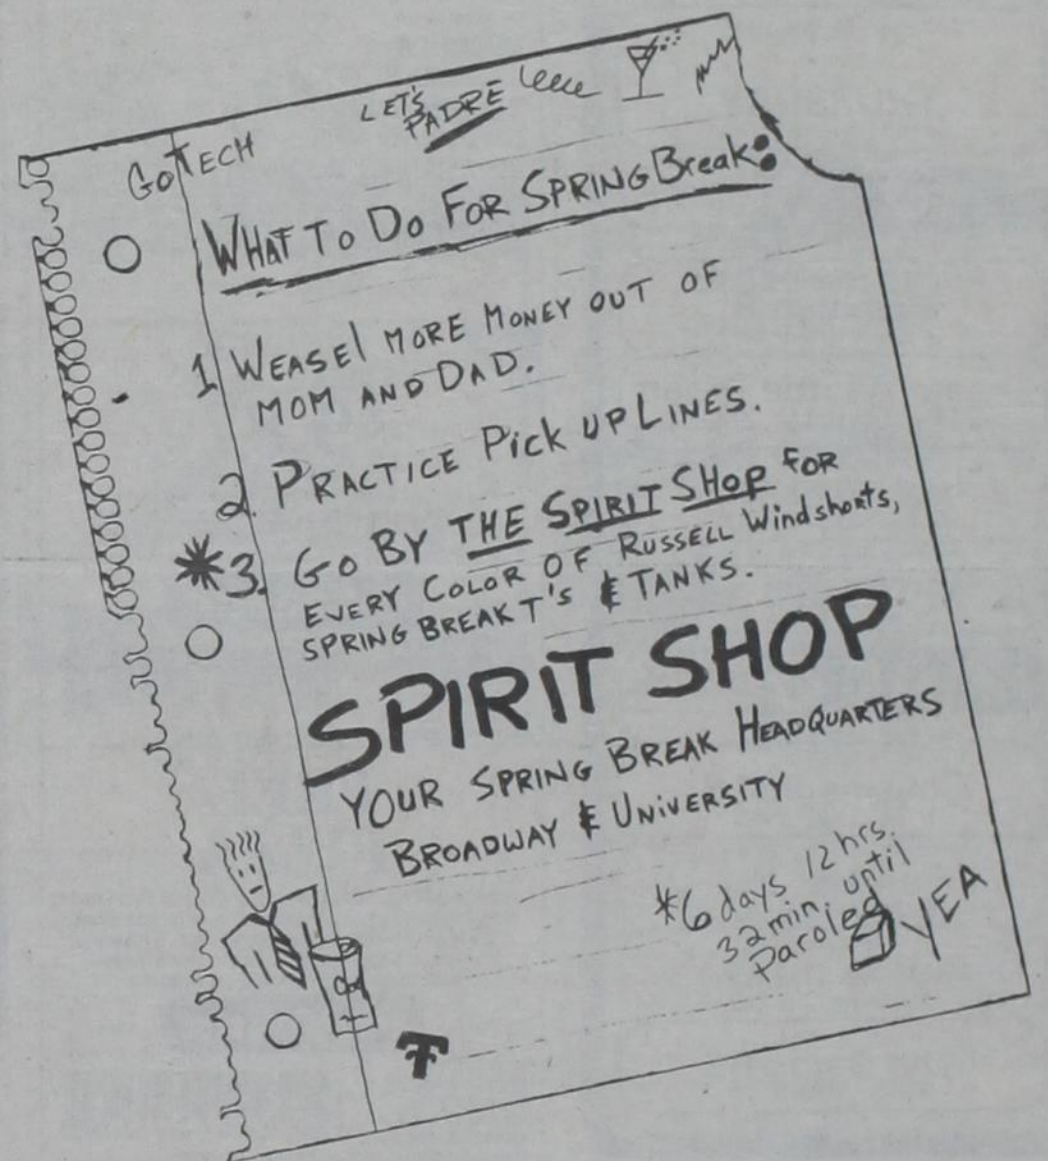 LET'S
PADRE
GO TECH
WHAT TO DO FOR SPRING Break:
1. WEASEl MORE MONEY OUT OF
MOM AND DAD.
2. PRACTICE Pick UP LINES.
*3. GO BY THE SPIRIT SHOP FOR
EVERY COLOR OF RUSSELL Windshorts,
SPRING BREAK T's & TANKS.
SPIRIT SHOP
YOUR SPRING BREAK HEADQUARTERS
BROADWAY & UNIVERSITY
*6 days 12 hrs.
32 min. until
Paroled
YEA